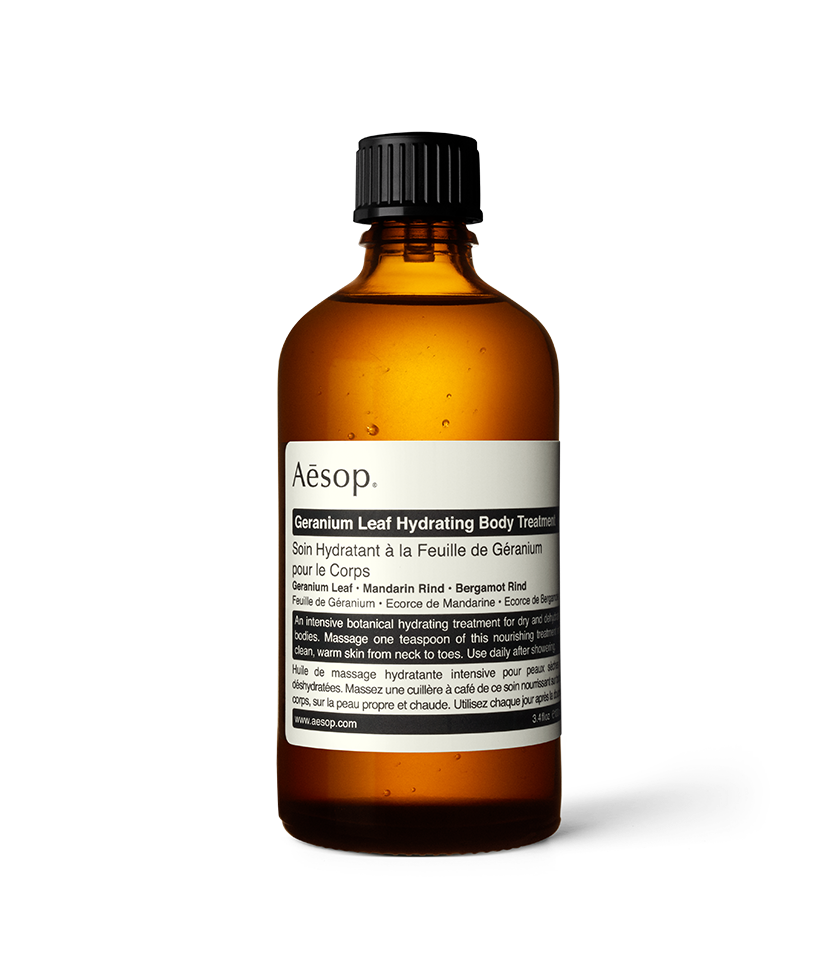 Aēsop®
Geranium Leaf Hydrating Body Treatment
Soin Hydratant à la Feuille de Géranium
pour le Corps
Geranium Leaf • Mandarin Rind • Bergamot Rind
Feuille de Géranium • Ecorce de Mandarine • Ecorce de
An intensive botanical hydrating treatment for dry and
bodies. Massage one teaspoon of this nourishing treatment
clean, warm skin from neck to toes. Use daily after showering.
Huile de massage hydratante intensive pour peaux
déshydratées. Massez une cuillère à café de ce soin nourrissant
corps, sur la peau propre et chaude. Utilisez chaque jour après la
www.aesop.com 3.4 fl oz